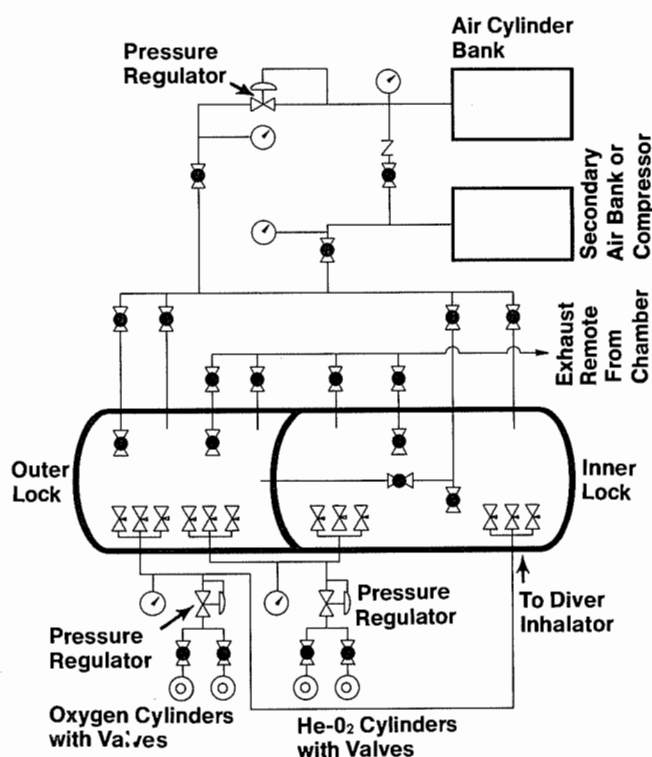 Air Cylinder
Bank
Pressure
Regulator
Secondary
Air Bank or
Compressor
Exhaust
Remote
From
Chamber
Outer
Lock
Inner
Lock
Pressure
Regulator
To Diver
Inhalator
Pressure
Regulator
Oxygen Cylinders
with Valves
He-0₂ Cylinders
with Valves